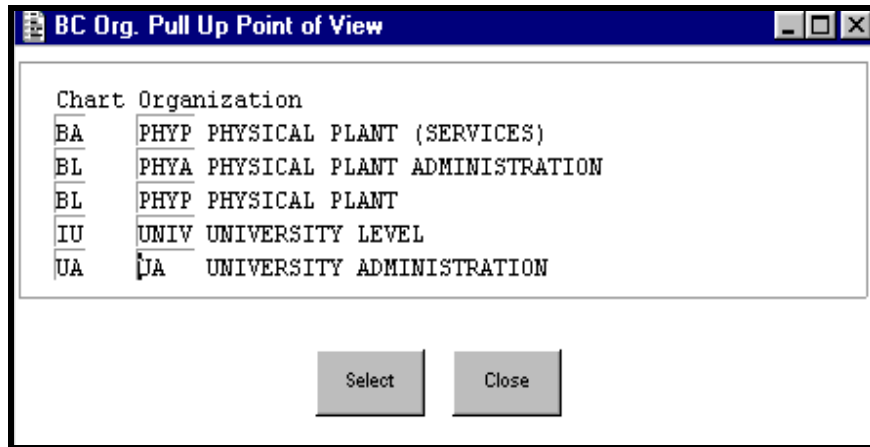 BC Org. Pull Up Point of View
Chart Organization
BA PHYP PHYSICAL PLANT (SERVICES)
BL PHYA PHYSICAL PLANT ADMINISTRATION
BL PHYP PHYSICAL PLANT
IU UNIV UNIVERSITY LEVEL
UA UA UNIVERSITY ADMINISTRATION
Select Close